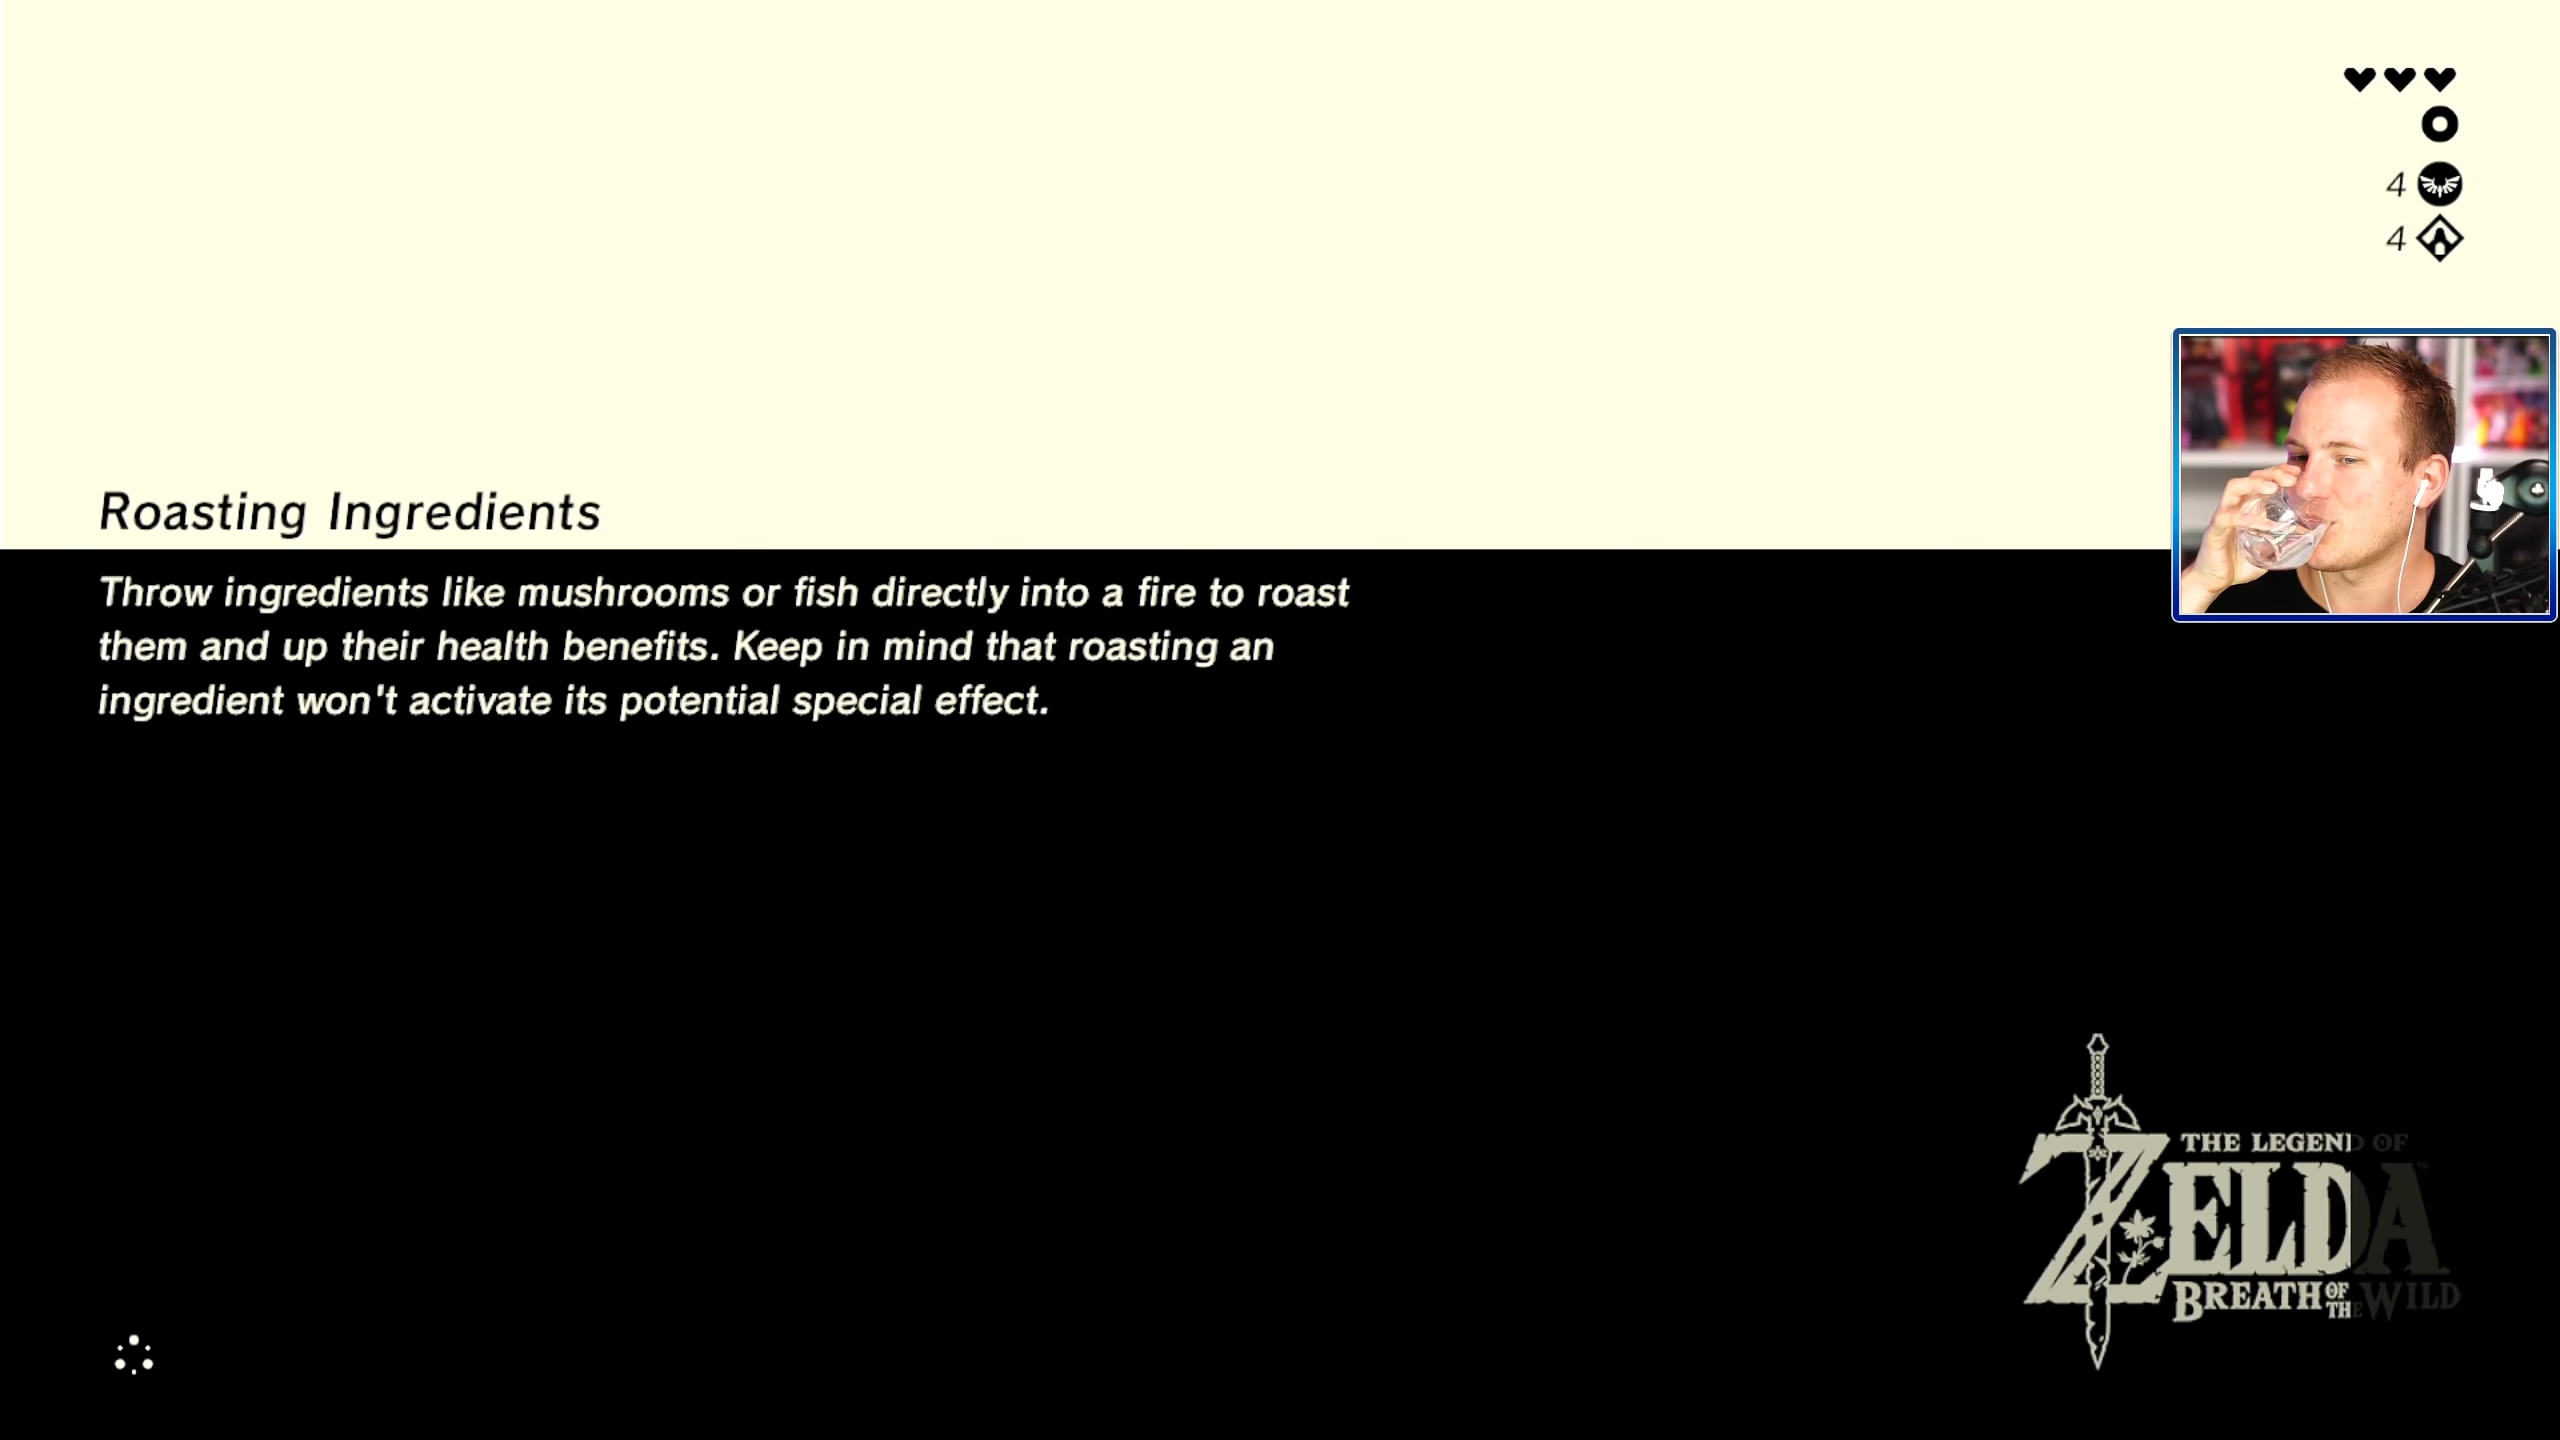 4
4
Roasting Ingredients
Throw ingredients like mushrooms or fish directly into a fire to roast
them and up their health benefits. Keep in mind that roasting an
ingredient won't activate its potential special effect.
THE LEGEND OF
ZELDA
BREATH OF THE WILD